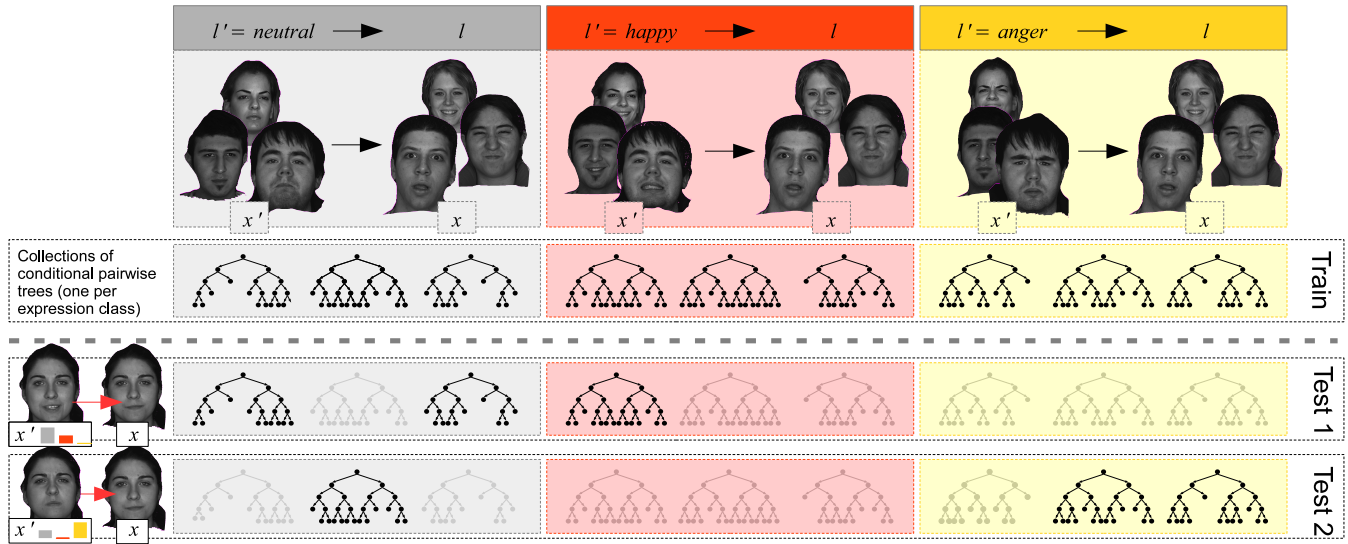 l' = neutral l
l' = happy l
l' = anger l
x' x
x' x
x' x
Collections of
conditional pairwise
trees (one per
expression class)
Train
x' x
Test 1
x' x
Test 2